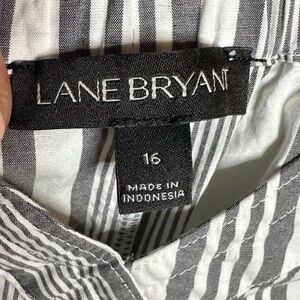 LANE BRYANT
16
MADE IN
INDONESIA